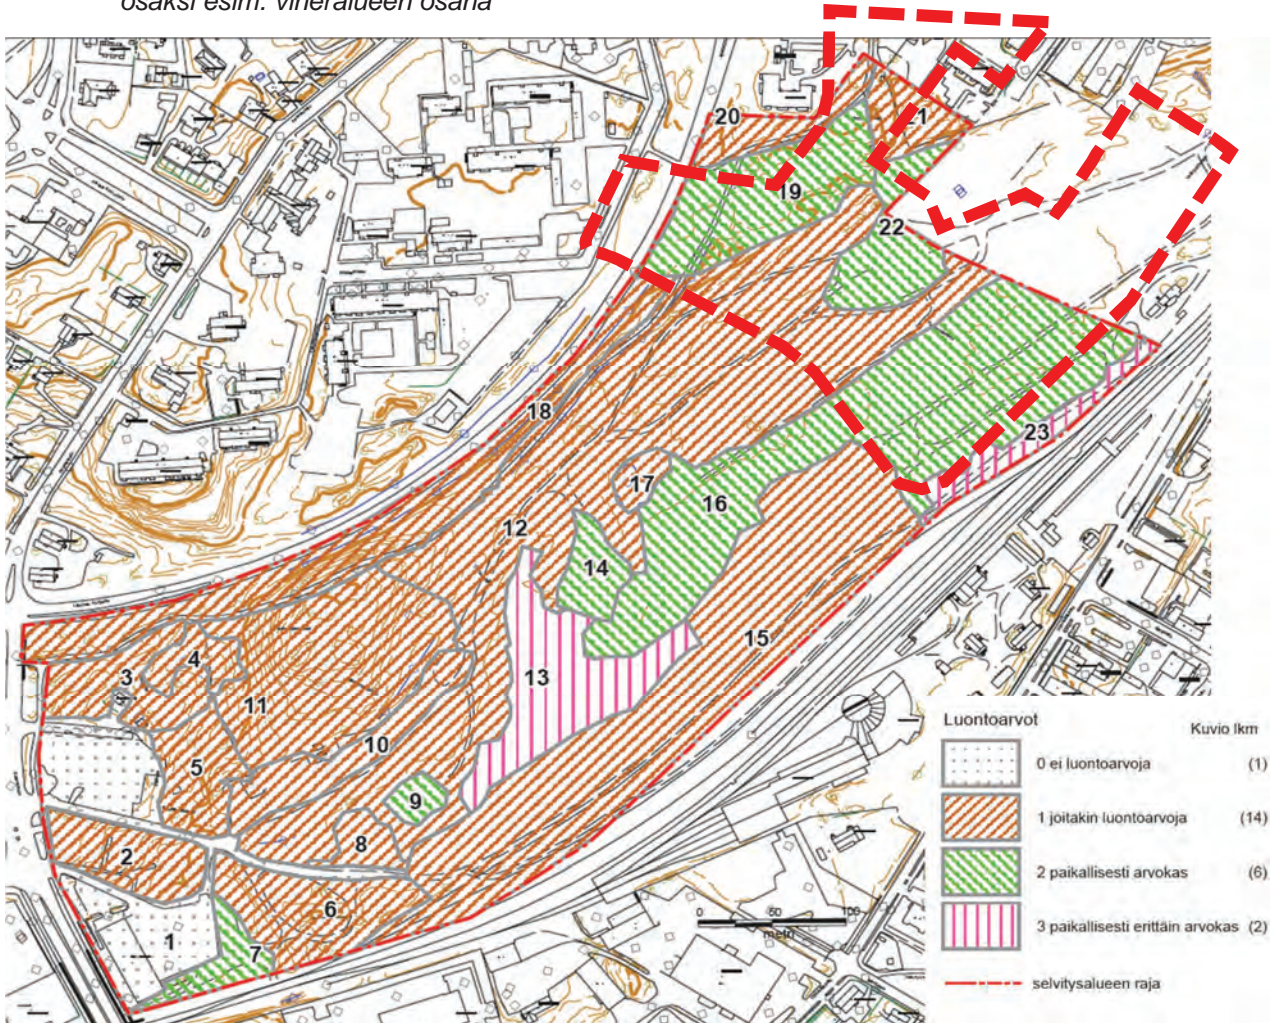 osaksi esim. viheralueen osana
20
21
19
22
18
23
17
16
12
14
15
13
4
3
11
10
5
9
8
2
6
1
7
0 50 100
metri
Luontoarvot
Kuvio lkm
0 ei luontoarvoja (1)
1 joitakin luontoarvoja (14)
2 paikallisesti arvokas (6)
3 paikallisesti erittäin arvokas (2)
selvitysalueen raja